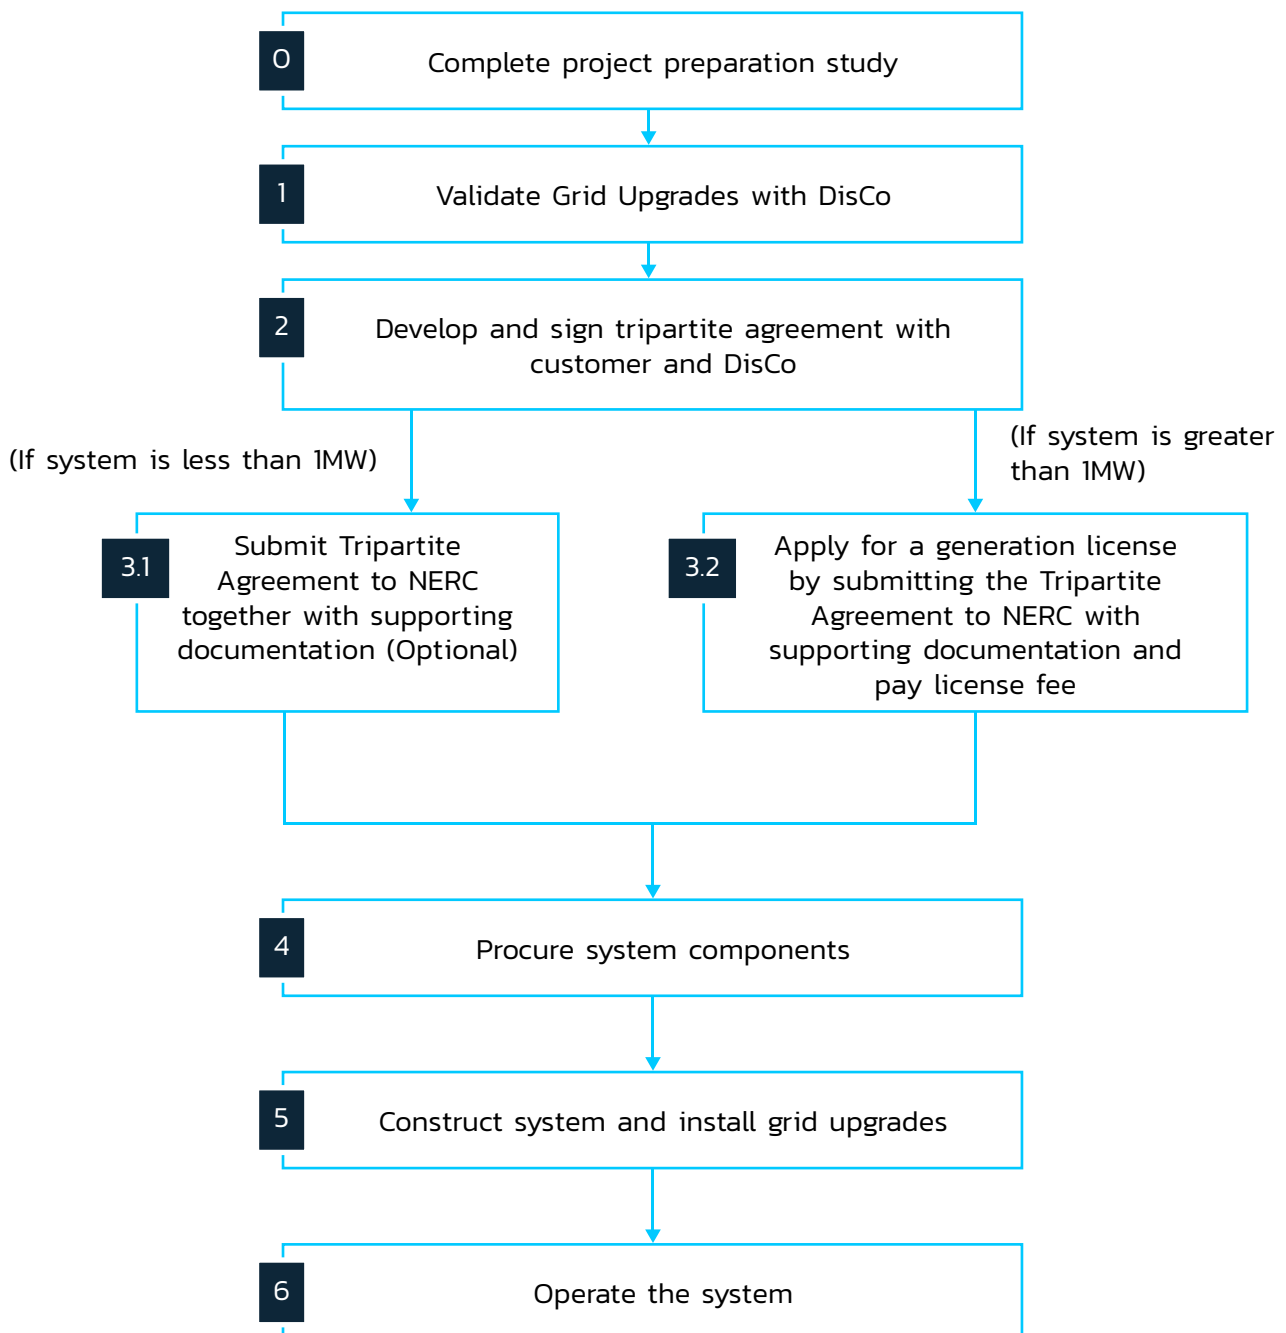 0
Complete project preparation study
1
Validate Grid Upgrades with DisCo
2
Develop and sign tripartite agreement with
customer and DisCo
(If system is less than 1MW)
(If system is greater
than 1MW)
3.1
Submit Tripartite
Agreement to NERC
together with supporting
documentation (Optional)
3.2
Apply for a generation license
by submitting the Tripartite
Agreement to NERC with
supporting documentation and
pay license fee
4
Procure system components
5
Construct system and install grid upgrades
6
Operate the system